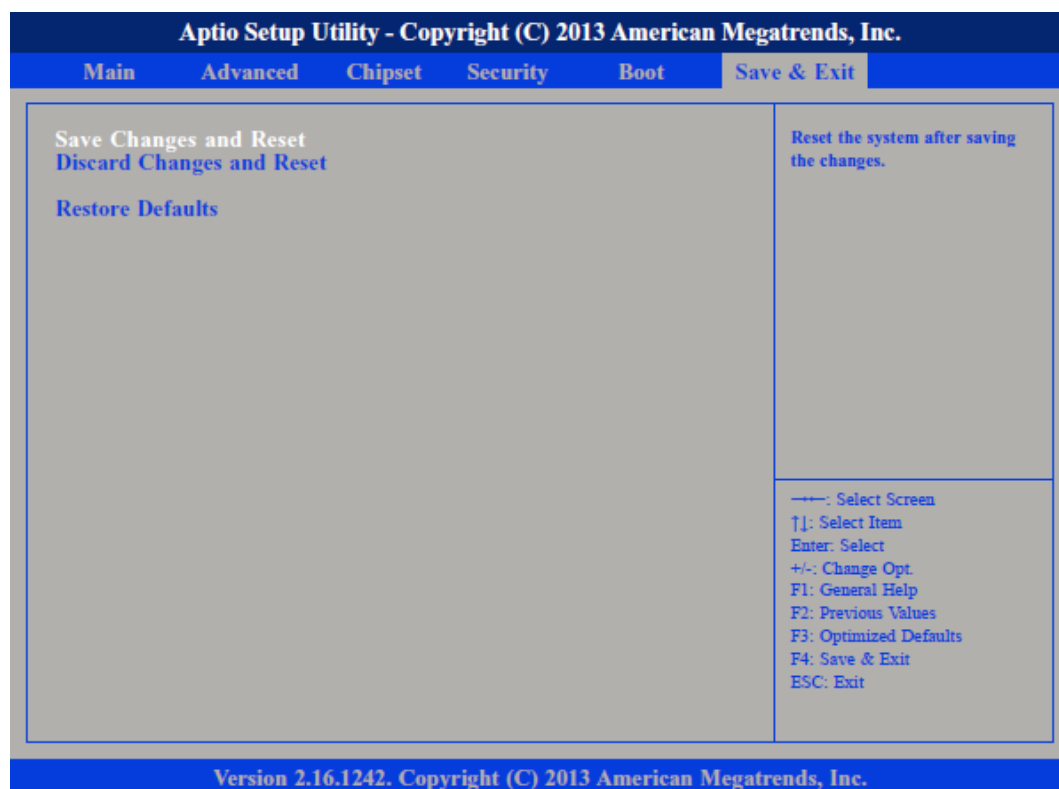 Aptio Setup Utility - Copyright (C) 2013 American Megatrends, Inc.
Main Advanced Chipset Security Boot Save & Exit
Save Changes and Reset
Discard Changes and Reset
Restore Defaults
Reset the system after saving
the changes.
→←: Select Screen
↑↓: Select Item
Enter: Select
+/-: Change Opt.
F1: General Help
F2: Previous Values
F3: Optimized Defaults
F4: Save & Exit
ESC: Exit
Version 2.16.1242. Copyright (C) 2013 American Megatrends, Inc.